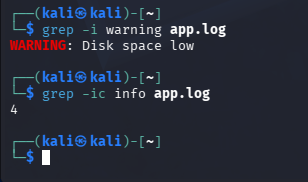 ┌──(kali㉿kali)-[~]
└─$ grep -i warning app.log
WARNING: Disk space low
┌──(kali㉿kali)-[~]
└─$ grep -ic info app.log
4
┌──(kali㉿kali)-[~]
└─$